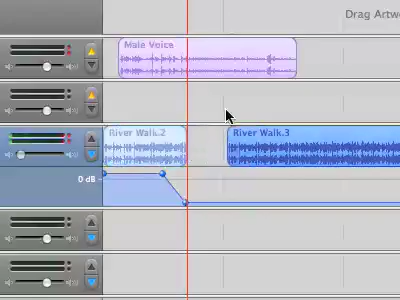 Drag Artw
Male Voice
River Walk.2
River Walk.3
0 dB